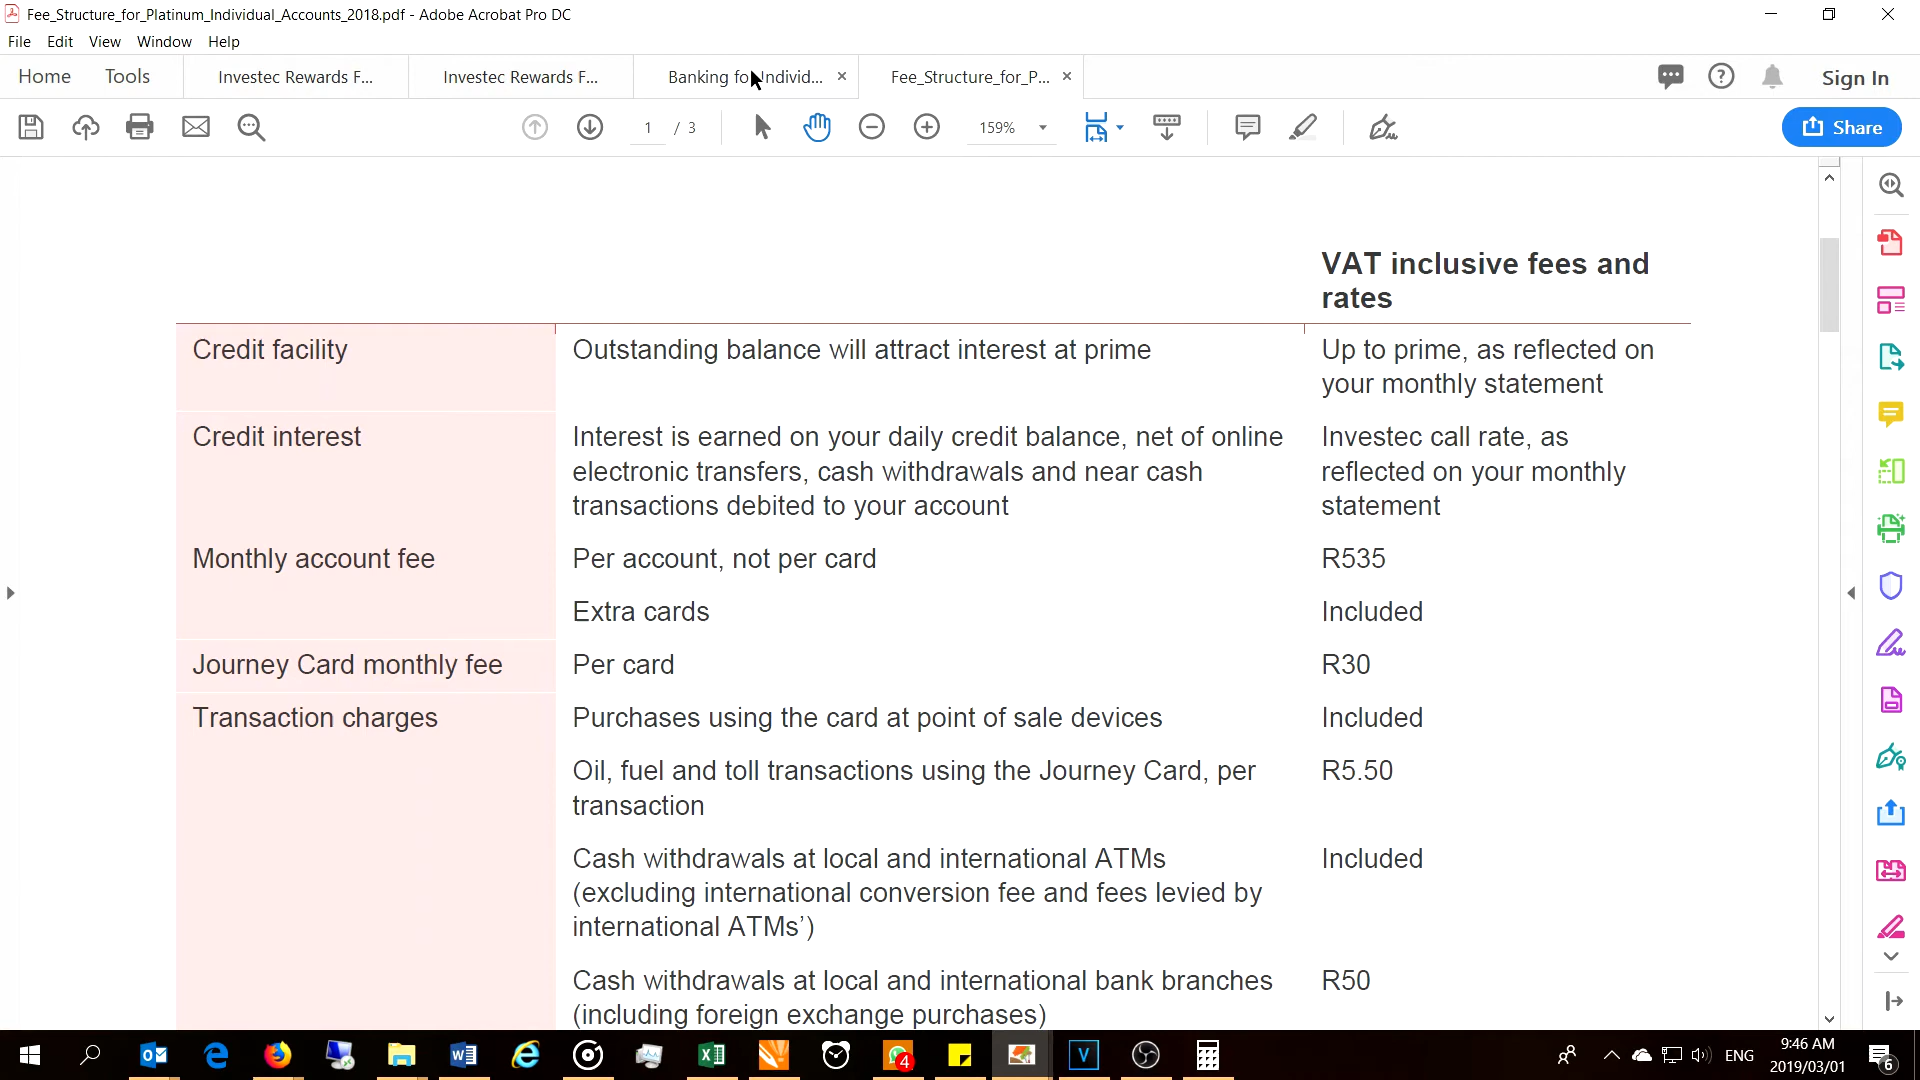 Fee_Structure_for_Platinum_Individual_Accounts_2018.pdf - Adobe Acrobat Pro DC
File Edit View Window Help
Home Tools Investec Rewards F... Investec Rewards F... Banking for Individ... × Fee_Structure_for_P... × Sign In
1 / 3 159% Share
VAT inclusive fees and
rates
Credit facility Outstanding balance will attract interest at prime Up to prime, as reflected on
your monthly statement
Credit interest Interest is earned on your daily credit balance, net of online Investec call rate, as
electronic transfers, cash withdrawals and near cash reflected on your monthly
transactions debited to your account statement
Monthly account fee Per account, not per card R535
Extra cards Included
Journey Card monthly fee Per card R30
Transaction charges Purchases using the card at point of sale devices Included
Oil, fuel and toll transactions using the Journey Card, per R5.50
transaction
Cash withdrawals at local and international ATMs Included
(excluding international conversion fee and fees levied by
international ATMs’)
Cash withdrawals at local and international bank branches R50
(including foreign exchange purchases)
4 ENG 9:46 AM
2019/03/01 6